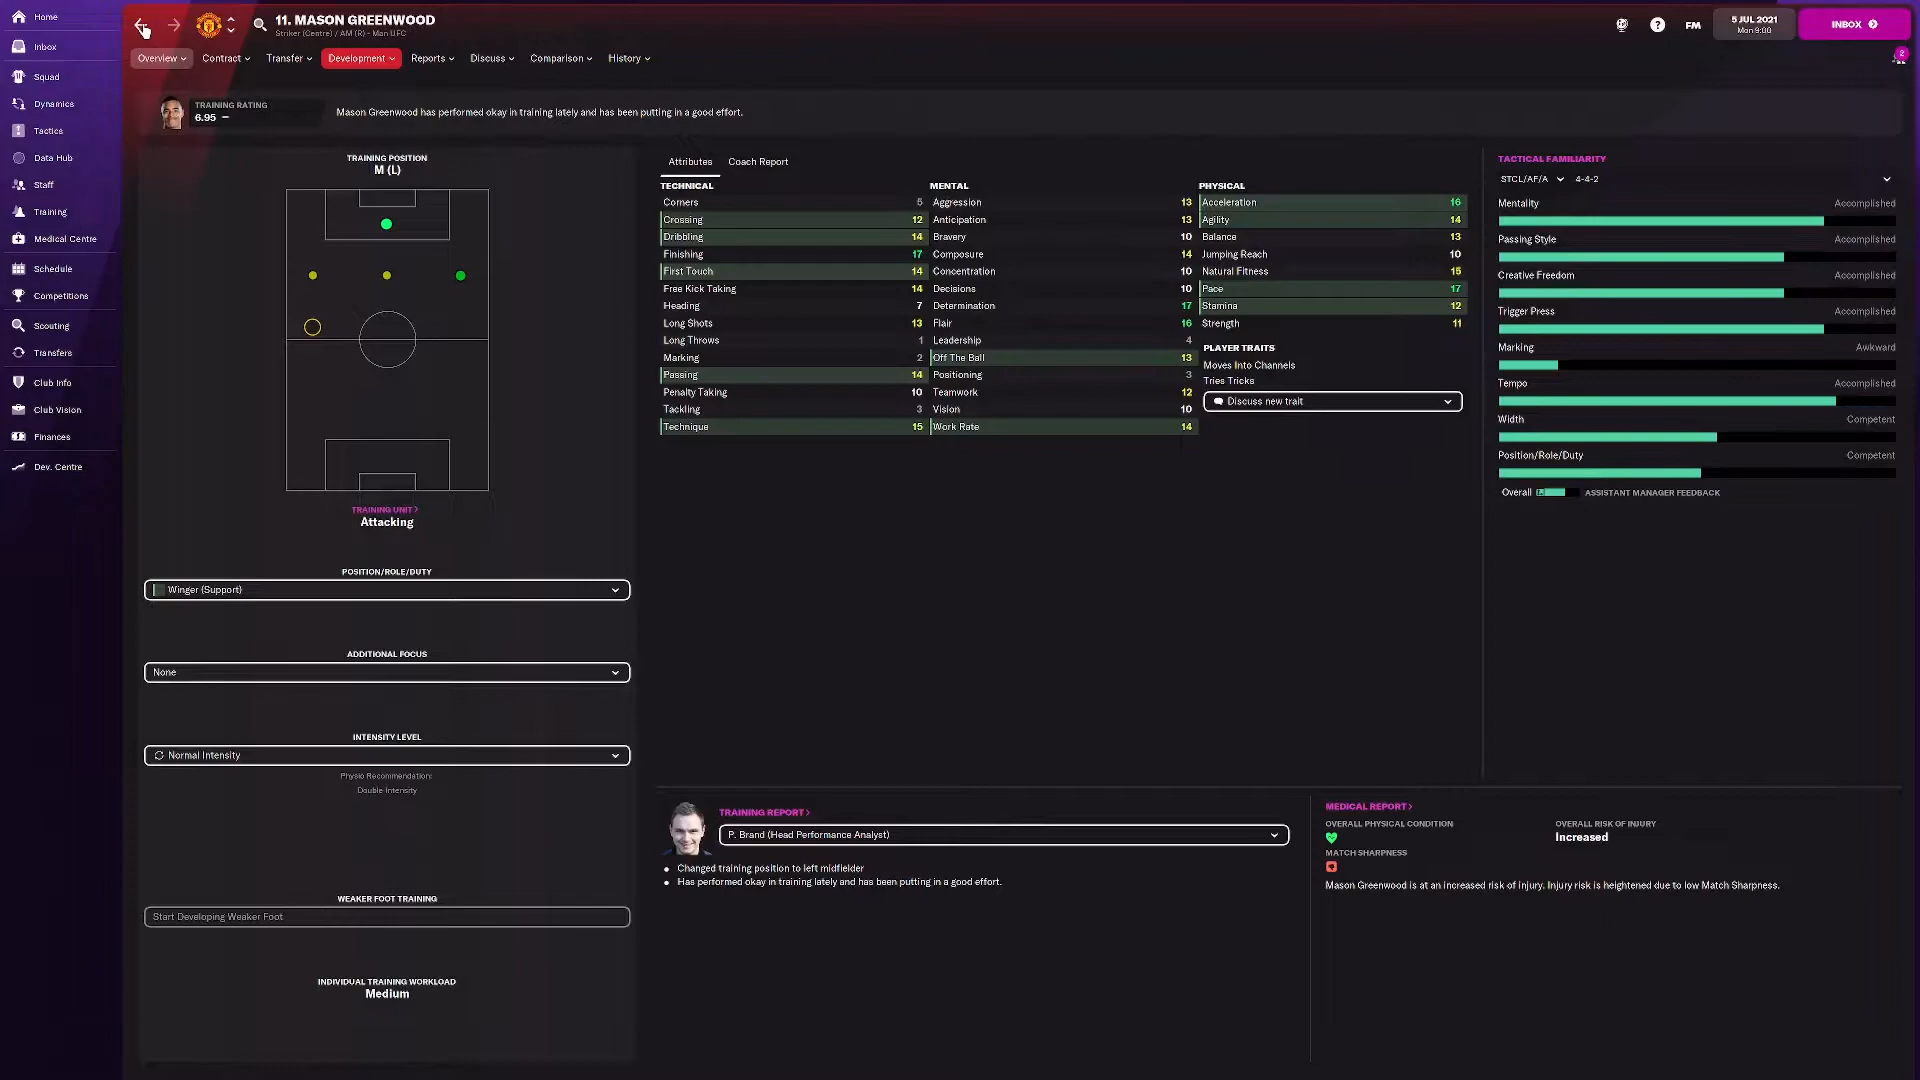 Home
Inbox
Squad
Dynamics
Tactics
Data Hub
Staff
Training
Medical Centre
Schedule
Competitions
Scouting
Transfers
Club Info
Club Vision
Finances
Dev. Centre
11. MASON GREENWOOD
Striker (Centre) / AM (R) - Man UFC
FM
5 JUL 2021
Mon 9:00
INBOX
2
Overview
Contract
Transfer
Development
Reports
Discuss
Comparison
History
TRAINING RATING
6.95 –
Mason Greenwood has performed okay in training lately and has been putting in a good effort.
TRAINING POSITION
M (L)
TRAINING UNIT >
Attacking
POSITION/ROLE/DUTY
Winger (Support)
ADDITIONAL FOCUS
None
INTENSITY LEVEL
Normal Intensity
Physio Recommendation:
Double Intensity
WEAKER FOOT TRAINING
Start Developing Weaker Foot
INDIVIDUAL TRAINING WORKLOAD
Medium
Attributes Coach Report
TECHNICAL
Corners 5
Crossing 12
Dribbling 14
Finishing 17
First Touch 14
Free Kick Taking 14
Heading 7
Long Shots 13
Long Throws 1
Marking 2
Passing 14
Penalty Taking 10
Tackling 3
Technique 15
MENTAL
Aggression 13
Anticipation 13
Bravery 10
Composure 14
Concentration 10
Decisions 10
Determination 17
Flair 16
Leadership 4
Off The Ball 13
Positioning 3
Teamwork 12
Vision 10
Work Rate 14
PHYSICAL
Acceleration 16
Agility 14
Balance 13
Jumping Reach 10
Natural Fitness 15
Pace 17
Stamina 12
Strength 11
PLAYER TRAITS
Moves Into Channels
Tries Tricks
Discuss new trait
TACTICAL FAMILIARITY
STCL/AF/A 4-4-2
Mentality Accomplished
Passing Style Accomplished
Creative Freedom Accomplished
Trigger Press Accomplished
Marking Awkward
Tempo Accomplished
Width Competent
Position/Role/Duty Competent
Overall ASSISTANT MANAGER FEEDBACK
TRAINING REPORT >
P. Brand (Head Performance Analyst)
Changed training position to left midfielder
Has performed okay in training lately and has been putting in a good effort.
MEDICAL REPORT >
OVERALL PHYSICAL CONDITION
OVERALL RISK OF INJURY
Increased
MATCH SHARPNESS
Mason Greenwood is at an increased risk of injury. Injury risk is heightened due to low Match Sharpness.